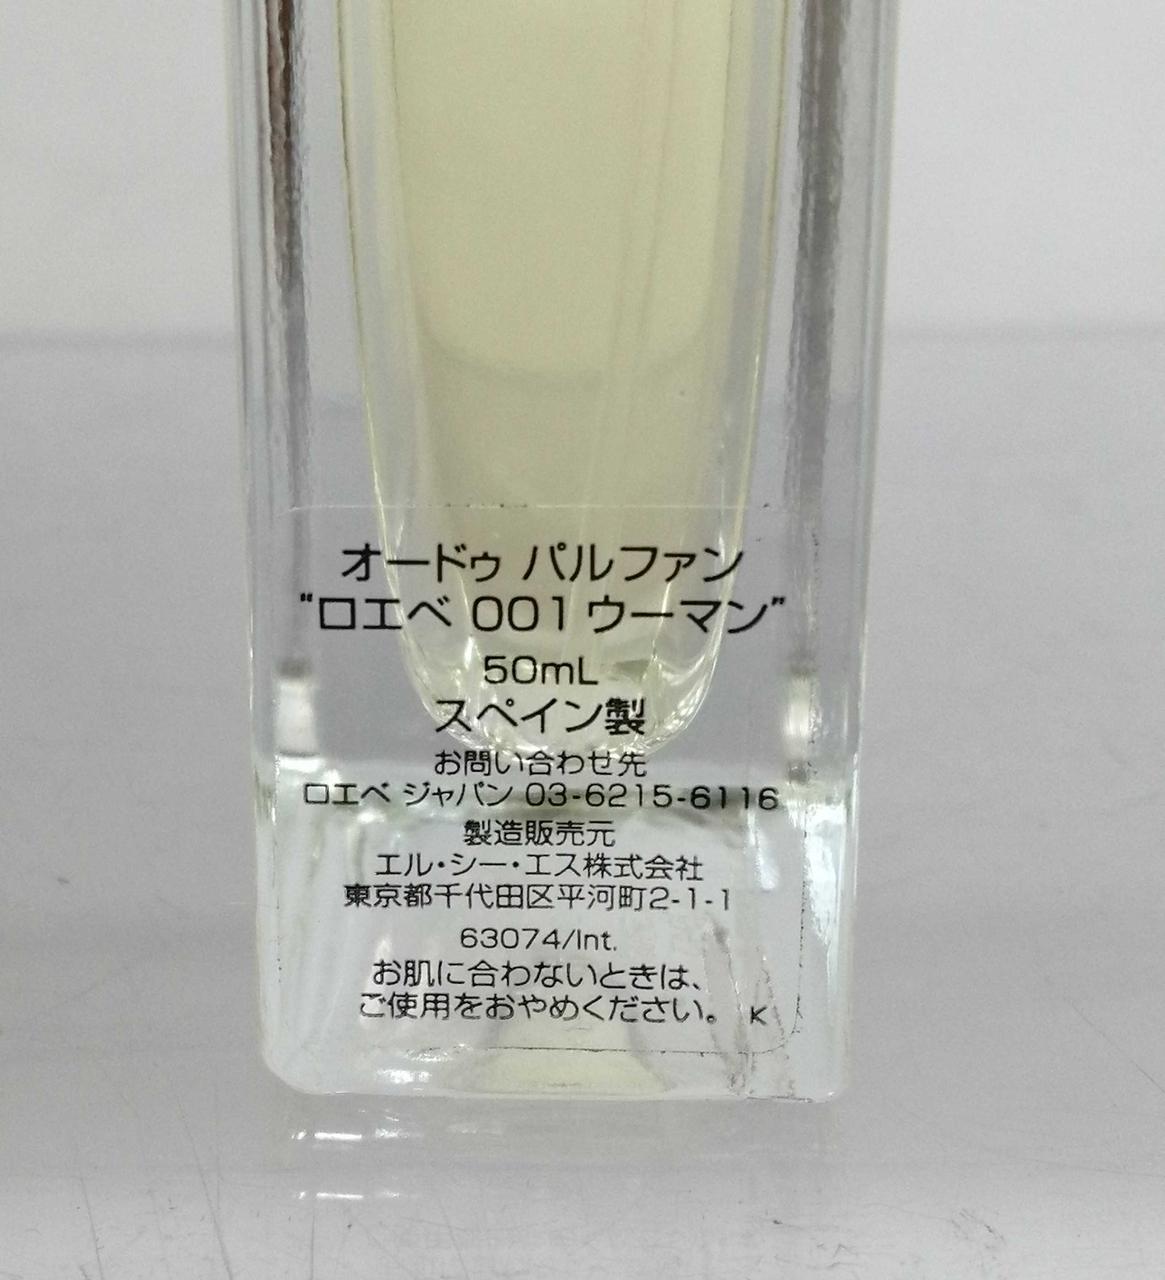 オードゥ パルファン
“ロエベ 001 ウーマン”
50mL
スペイン製
お問い合わせ先
ロエベ ジャパン 03-6215-6116
製造販売元
エル・シー・エス株式会社
東京都千代田区平河町2-1-1
63074/Int.
お肌に合わないときは、
ご使用をおやめください。 K